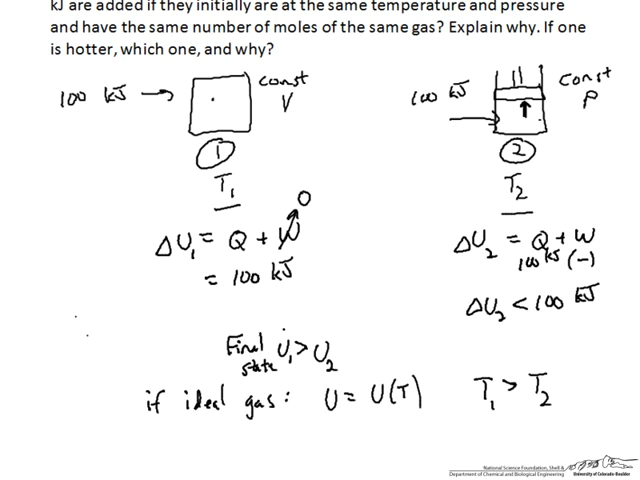 kJ are added if they initially are at the same temperature and pressure
and have the same number of moles of the same gas? Explain why. If one
is hotter, which one, and why?
100 kJ → const V
100 kJ → const P
① ②
T₁ T₂
ΔU₁ = Q + W 0
= 100 kJ
ΔU₂ = Q + W
100 kJ (-)
ΔU₂ < 100 kJ
Final state U₁ > U₂
if ideal gas: U = U(T) T₁ > T₂
National Science Foundation, Shell &
Department of Chemical and Biological Engineering University of Colorado Boulder